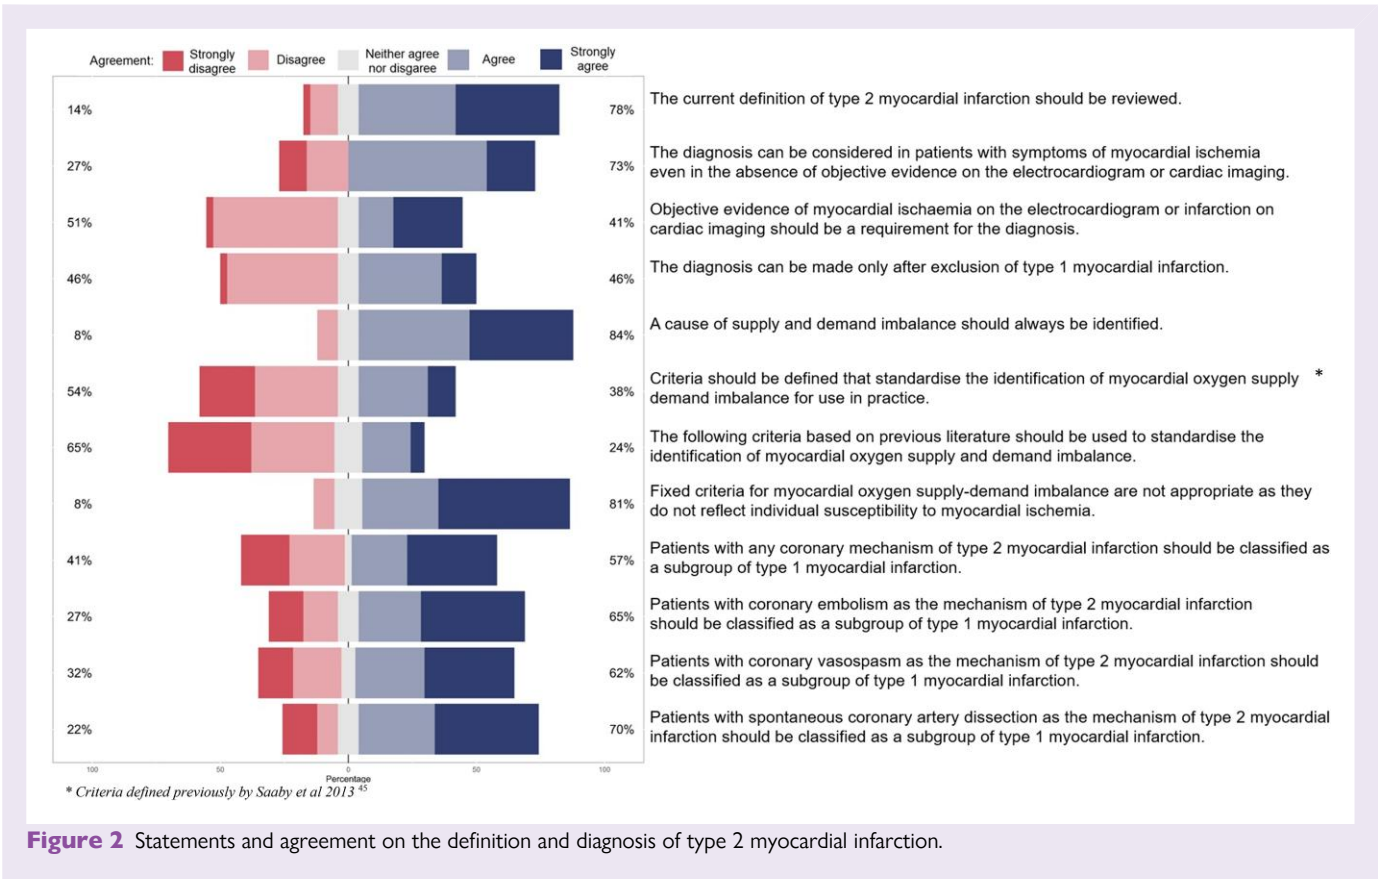 Agreement: Strongly disagree Disagree Neither agree nor disgaree Agree Strongly agree
14% 78% The current definition of type 2 myocardial infarction should be reviewed.
27% 73% The diagnosis can be considered in patients with symptoms of myocardial ischemia
even in the absence of objective evidence on the electrocardiogram or cardiac imaging.
51% 41% Objective evidence of myocardial ischaemia on the electrocardiogram or infarction on
cardiac imaging should be a requirement for the diagnosis.
46% 46% The diagnosis can be made only after exclusion of type 1 myocardial infarction.
8% 84% A cause of supply and demand imbalance should always be identified.
54% 38% Criteria should be defined that standardise the identification of myocardial oxygen supply *
demand imbalance for use in practice.
65% 24% The following criteria based on previous literature should be used to standardise the
identification of myocardial oxygen supply and demand imbalance.
8% 81% Fixed criteria for myocardial oxygen supply-demand imbalance are not appropriate as they
do not reflect individual susceptibility to myocardial ischemia.
41% 57% Patients with any coronary mechanism of type 2 myocardial infarction should be classified as
a subgroup of type 1 myocardial infarction.
27% 65% Patients with coronary embolism as the mechanism of type 2 myocardial infarction
should be classified as a subgroup of type 1 myocardial infarction.
32% 62% Patients with coronary vasospasm as the mechanism of type 2 myocardial infarction should
be classified as a subgroup of type 1 myocardial infarction.
22% 70% Patients with spontaneous coronary artery dissection as the mechanism of type 2 myocardial
infarction should be classified as a subgroup of type 1 myocardial infarction.
100 50 0 50 100
Percentage
* Criteria defined previously by Saaby et al 2013 45
Figure 2 Statements and agreement on the definition and diagnosis of type 2 myocardial infarction.